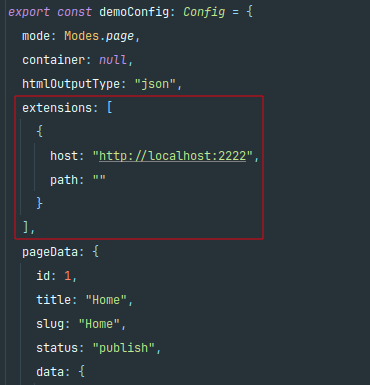 export const demoConfig: Config = {
mode: Modes.page,
container: null,
htmlOutputType: "json",
extensions: [
{
host: "http://localhost:2222",
path: ""
}
],
pageData: {
id: 1,
title: "Home",
slug: "Home",
status: "publish",
data: {